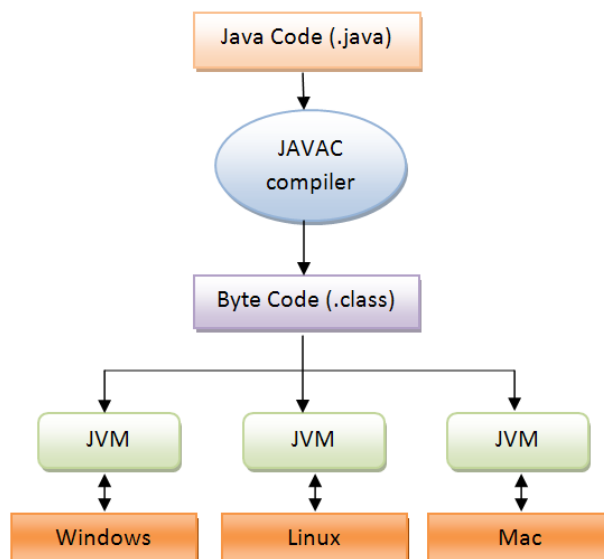 Java Code (.java)
JAVAC
compiler
Byte Code (.class)
JVM
JVM
JVM
Windows
Linux
Mac